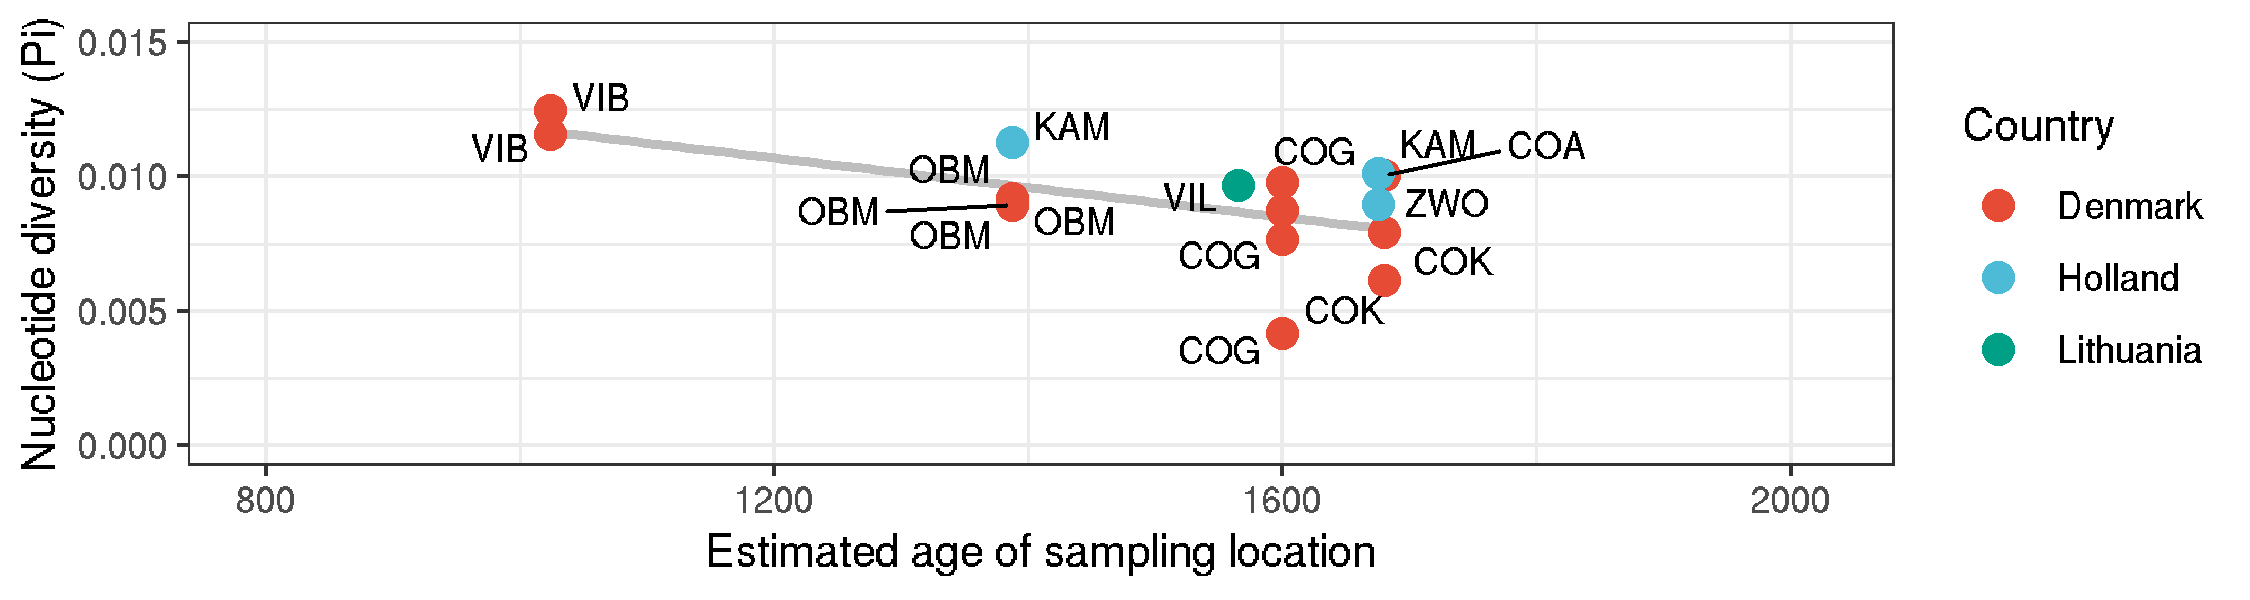 Nucleotide diversity (Pi)
0.015
0.010
0.005
0.000
VIB
VIB
KAM
OBM
OBM
OBM
OBM
VIL
COG
COG
COG
KAM
COA
ZWO
COK
COK
800
1200
1600
2000
Estimated age of sampling location
Country
Denmark
Holland
Lithuania